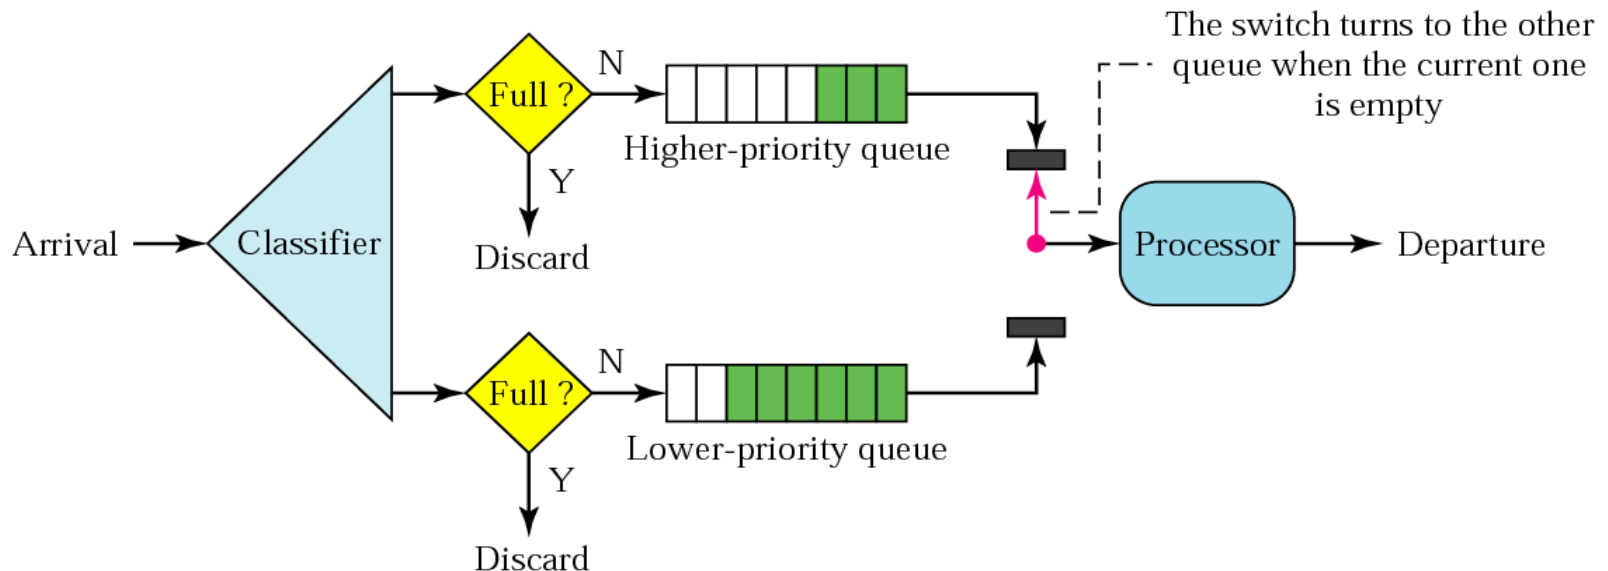 The switch turns to the other
queue when the current one
is empty
N
Full ?
Higher-priority queue
Y
Arrival
Classifier
Discard
Processor
Departure
N
Full ?
Lower-priority queue
Y
Discard